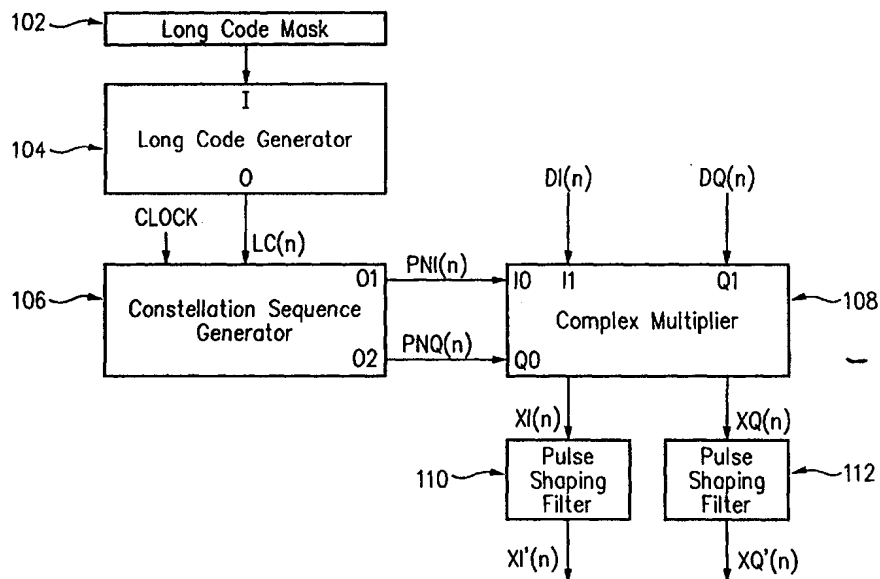 102
Long Code Mask
I
104
Long Code Generator
O
DI(n)
DQ(n)
CLOCK
LC(n)
106
Constellation Sequence
Generator
O1
O2
PNI(n)
PNQ(n)
I0
I1
Q1
Complex Multiplier
Q0
108
XI(n)
XQ(n)
110
Pulse
Shaping
Filter
Pulse
Shaping
Filter
112
XI'(n)
XQ'(n)